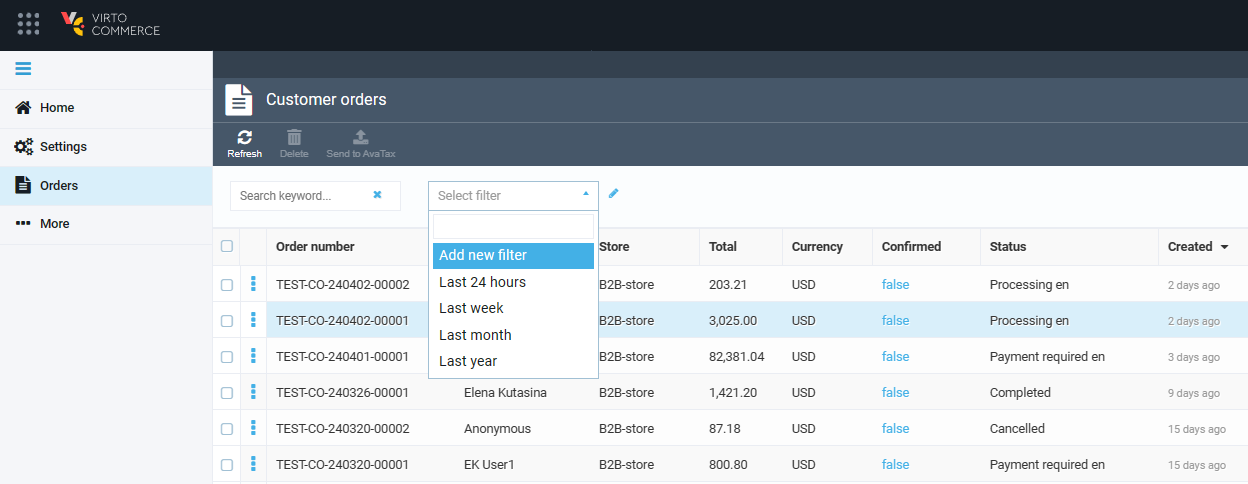 VIRTO
COMMERCE
Home
Settings
Orders
More
Customer orders
Refresh Delete Send to AvaTax
Search keyword... Select filter
Add new filter
Last 24 hours
Last week
Last month
Last year
Order number Store Total Currency Confirmed Status Created
TEST-CO-240402-00002 B2B-store 203.21 USD false Processing en 2 days ago
TEST-CO-240402-00001 B2B-store 3,025.00 USD false Processing en 2 days ago
TEST-CO-240401-00001 B2B-store 82,381.04 USD false Payment required en 3 days ago
TEST-CO-240326-00001 Elena Kutasina B2B-store 1,421.20 USD false Completed 9 days ago
TEST-CO-240320-00002 Anonymous B2B-store 87.18 USD false Cancelled 15 days ago
TEST-CO-240320-00001 EK User1 B2B-store 800.80 USD false Payment required en 15 days ago